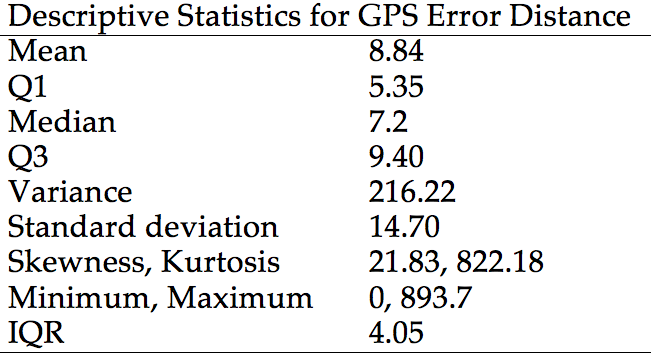 Descriptive Statistics for GPS Error Distance
Mean 8.84
Q1 5.35
Median 7.2
Q3 9.40
Variance 216.22
Standard deviation 14.70
Skewness, Kurtosis 21.83, 822.18
Minimum, Maximum 0, 893.7
IQR 4.05